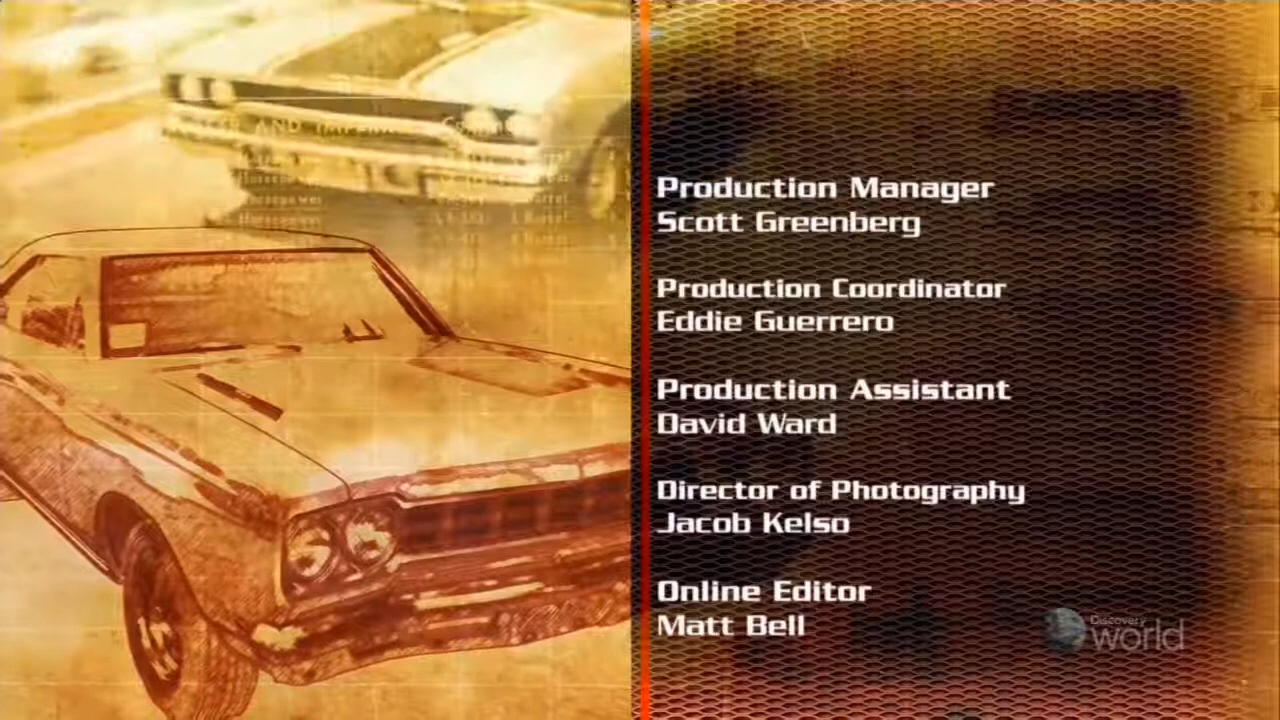 Production Manager
Scott Greenberg
Production Coordinator
Eddie Guerrero
Production Assistant
David Ward
Director of Photography
Jacob Kelso
Online Editor
Matt Bell
Discovery
world